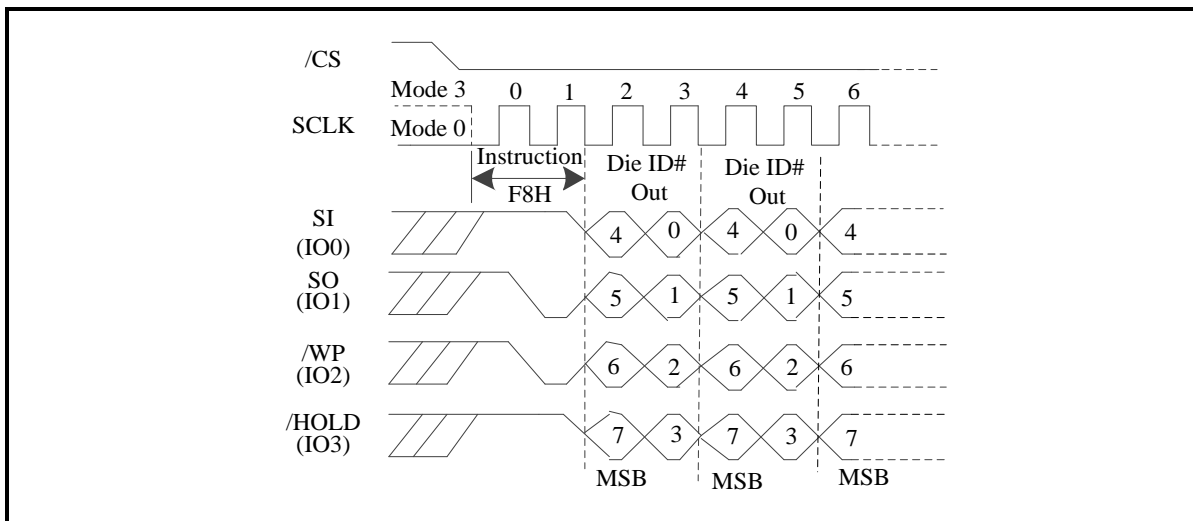 /CS
Mode 3 0 1 2 3 4 5 6
SCLK Mode 0
Instruction Die ID# Die ID#
F8H Out Out
SI
(IO0) 4 0 4 0 4
SO
(IO1) 5 1 5 1 5
/WP
(IO2) 6 2 6 2 6
/HOLD
(IO3) 7 3 7 3 7
MSB MSB MSB